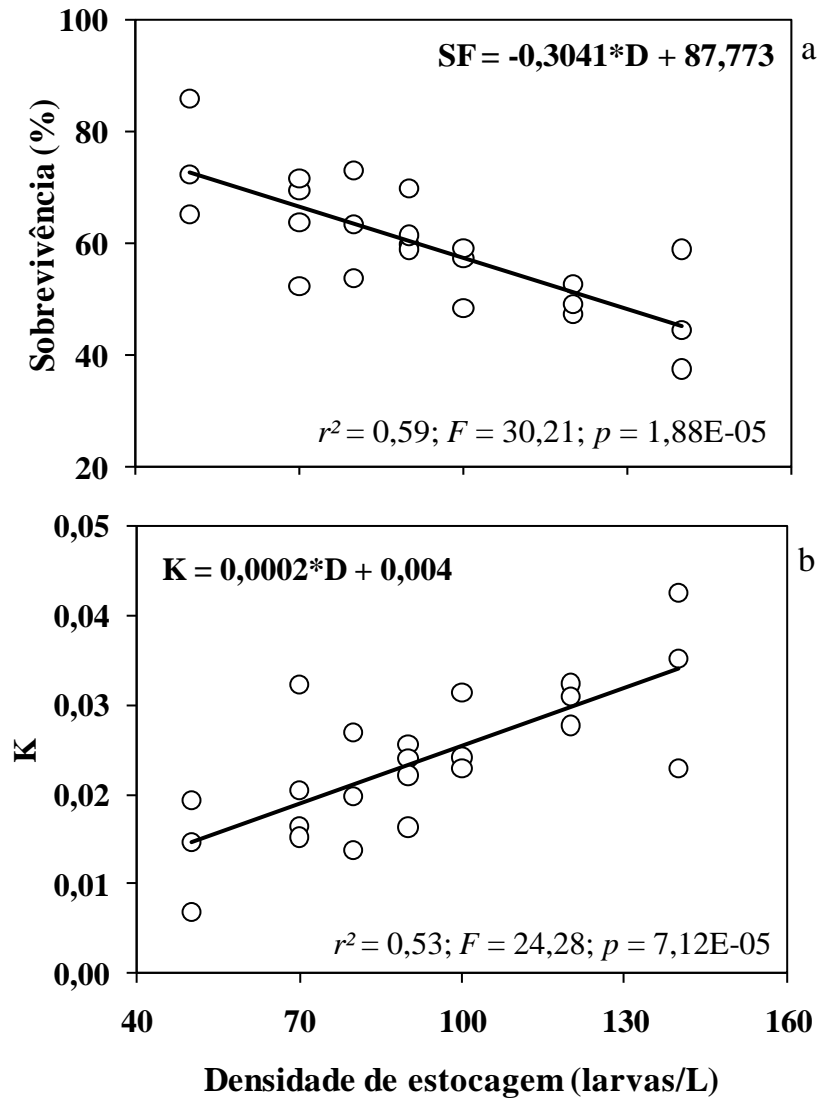 100
SF = -0,3041*D + 87,773
a
80
60
40
20
Sobrevivência (%)
r² = 0,59; F = 30,21; p = 1,88E-05
0,05
K = 0,0002*D + 0,004
b
0,04
0,03
0,02
0,01
0,00
K
r² = 0,53; F = 24,28; p = 7,12E-05
40 70 100 130 160
Densidade de estocagem (larvas/L)